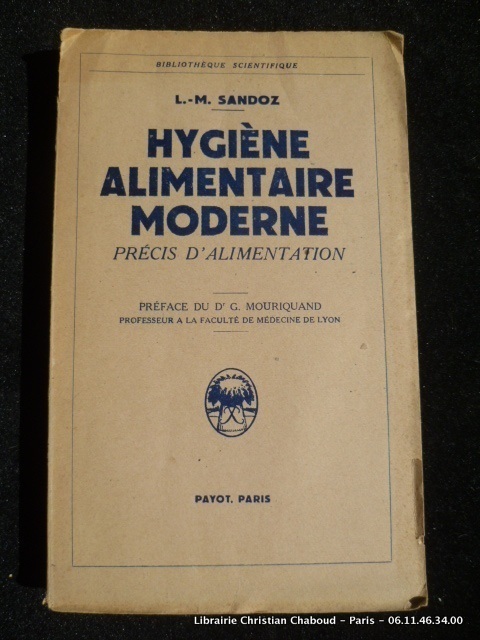 BIBLIOTHÈQUE SCIENTIFIQUE
L.-M. SANDOZ
HYGIÈNE
ALIMENTAIRE
MODERNE
PRÉCIS D'ALIMENTATION
PRÉFACE DU Dr G. MOURIQUAND
PROFESSEUR A LA FACULTÉ DE MÉDECINE DE LYON
PAYOT, PARIS
Librairie Christian Chaboud – Paris – 06.11.46.34.00